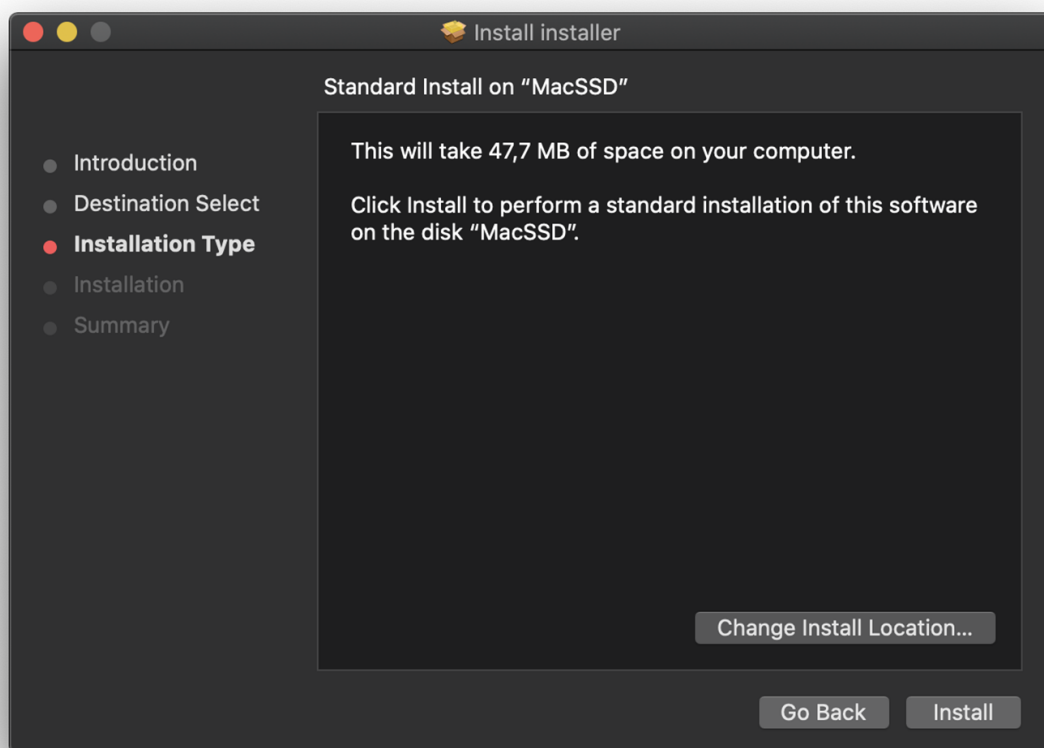 Install installer
Standard Install on “MacSSD”
Introduction
Destination Select
Installation Type
Installation
Summary
This will take 47,7 MB of space on your computer.
Click Install to perform a standard installation of this software
on the disk “MacSSD”.
Change Install Location...
Go Back
Install